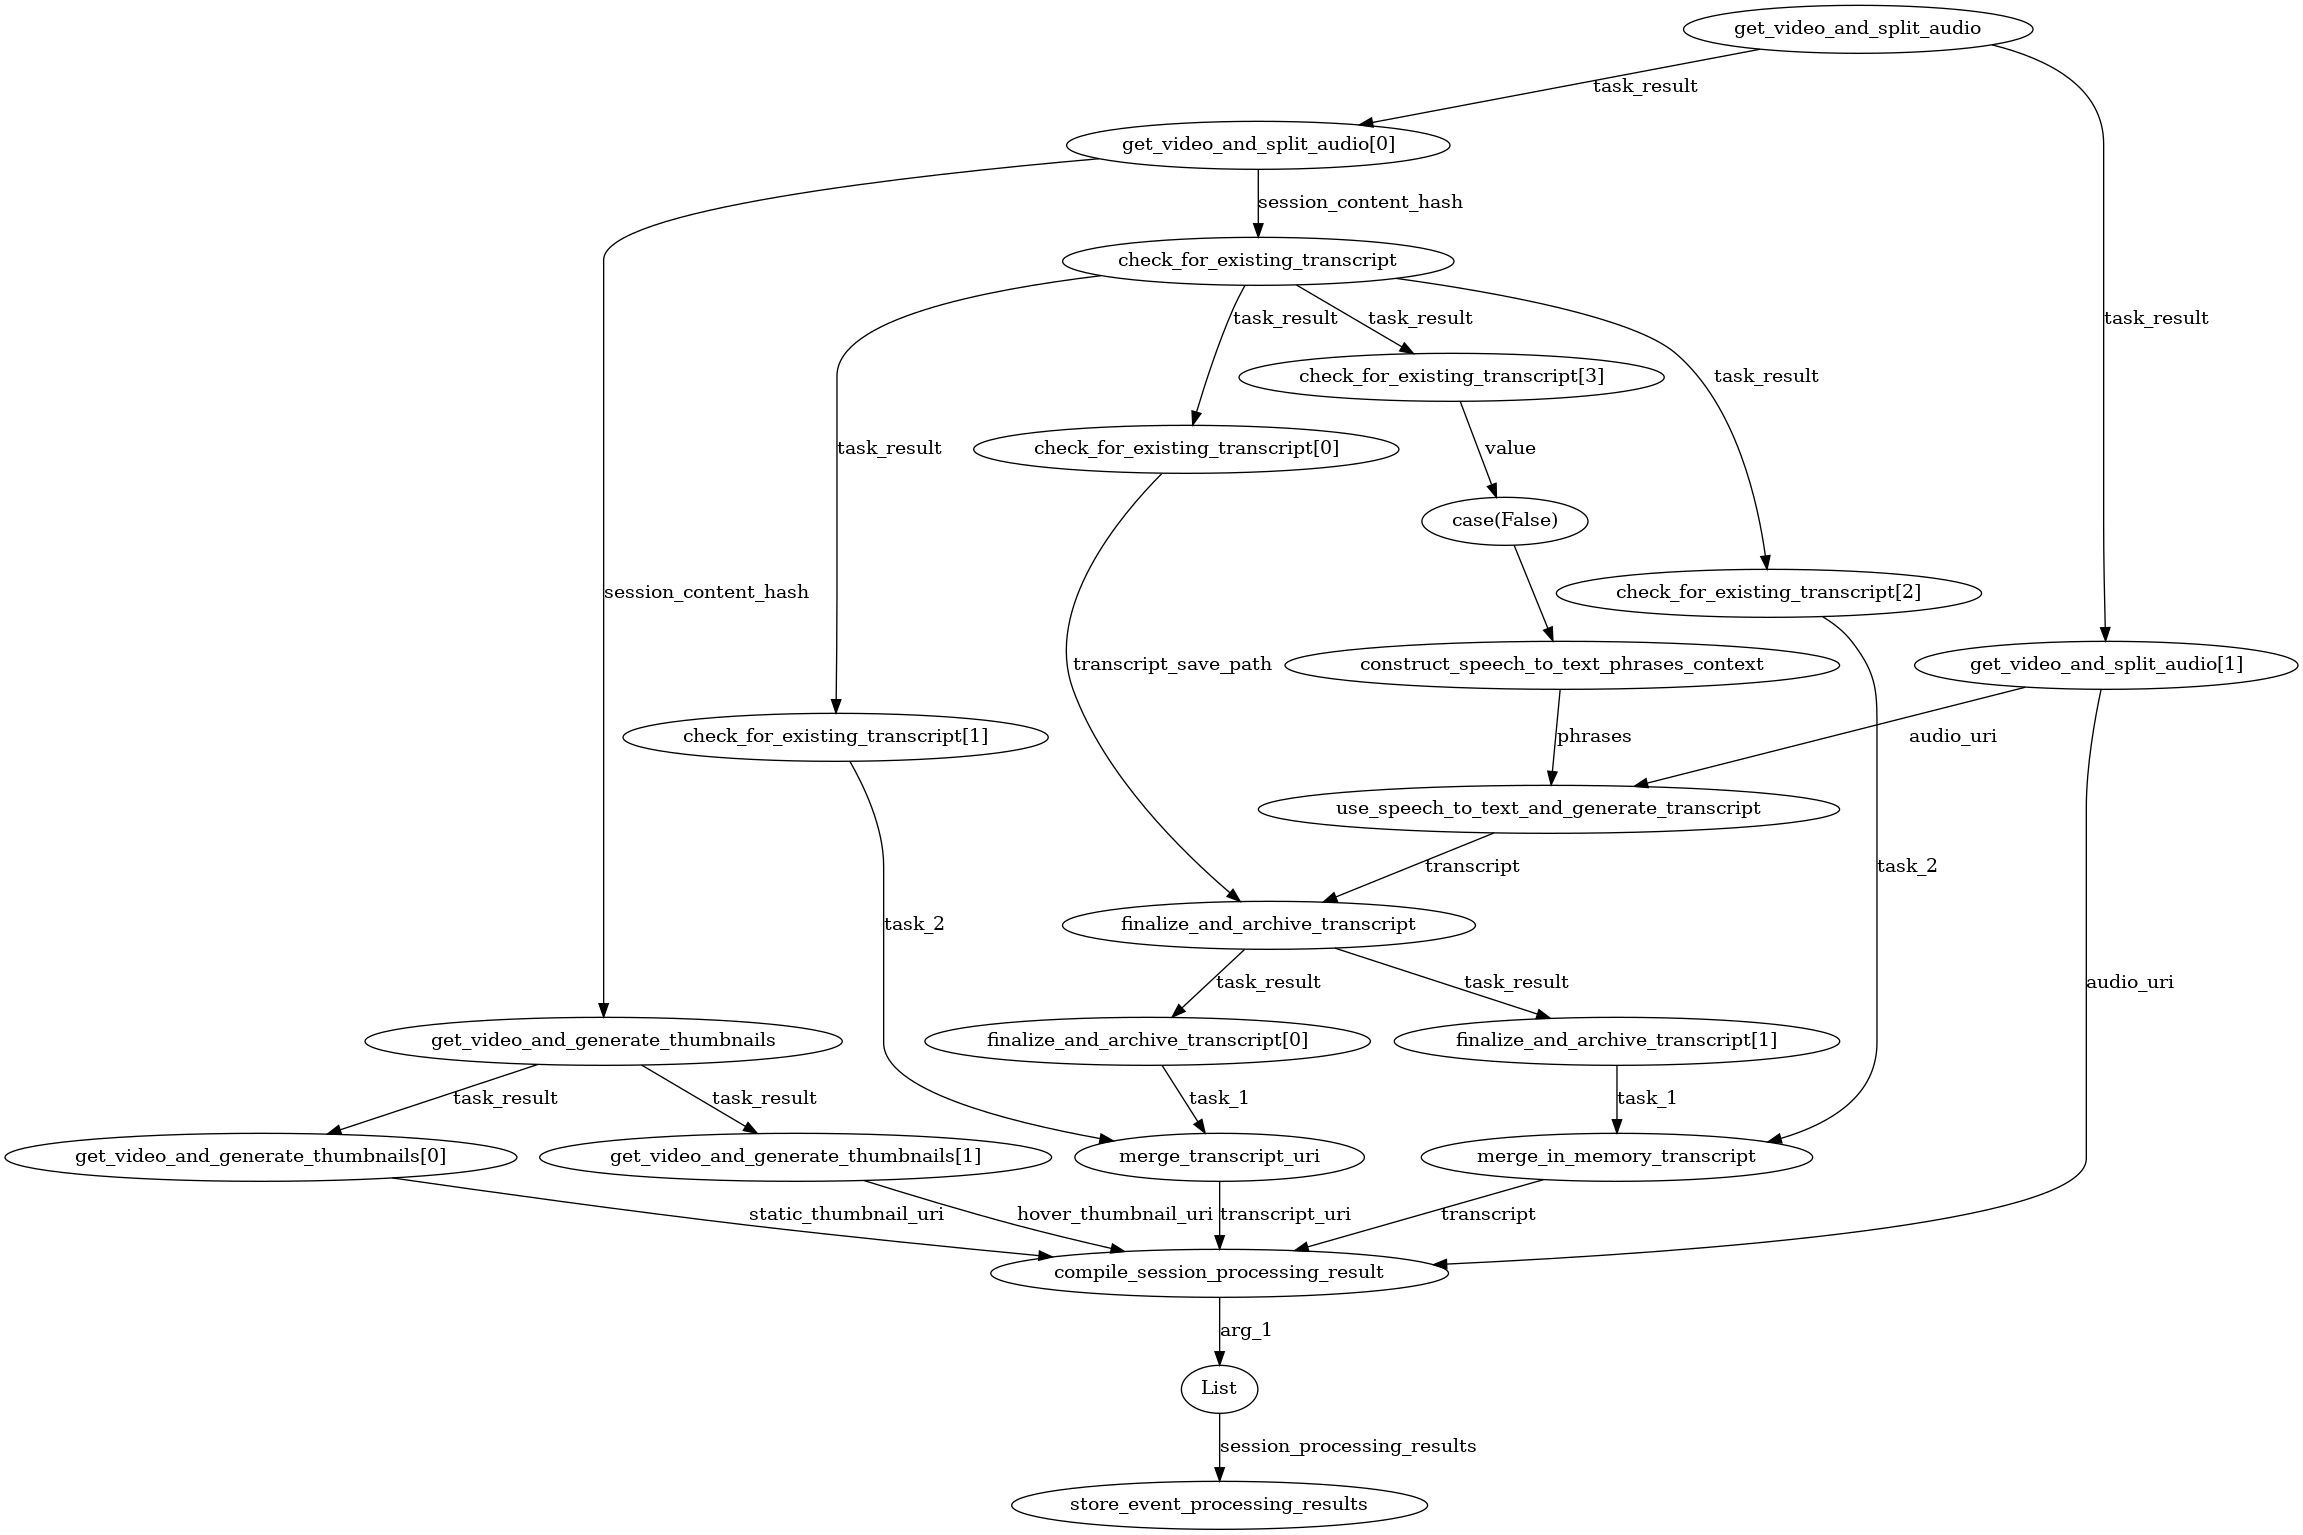 get_video_and_split_audio
task_result
get_video_and_split_audio[0]
session_content_hash
check_for_existing_transcript
task_result
task_result
task_result
check_for_existing_transcript[3]
task_result
task_result
check_for_existing_transcript[0]
value
case(False)
session_content_hash
check_for_existing_transcript[2]
transcript_save_path
construct_speech_to_text_phrases_context
get_video_and_split_audio[1]
check_for_existing_transcript[1]
phrases
audio_uri
use_speech_to_text_and_generate_transcript
transcript
task_2
task_2
finalize_and_archive_transcript
task_result
task_result
audio_uri
get_video_and_generate_thumbnails
finalize_and_archive_transcript[0]
finalize_and_archive_transcript[1]
task_result
task_result
task_1
task_1
get_video_and_generate_thumbnails[0]
get_video_and_generate_thumbnails[1]
merge_transcript_uri
merge_in_memory_transcript
static_thumbnail_uri
hover_thumbnail_uri
transcript_uri
transcript
compile_session_processing_result
arg_1
List
session_processing_results
store_event_processing_results